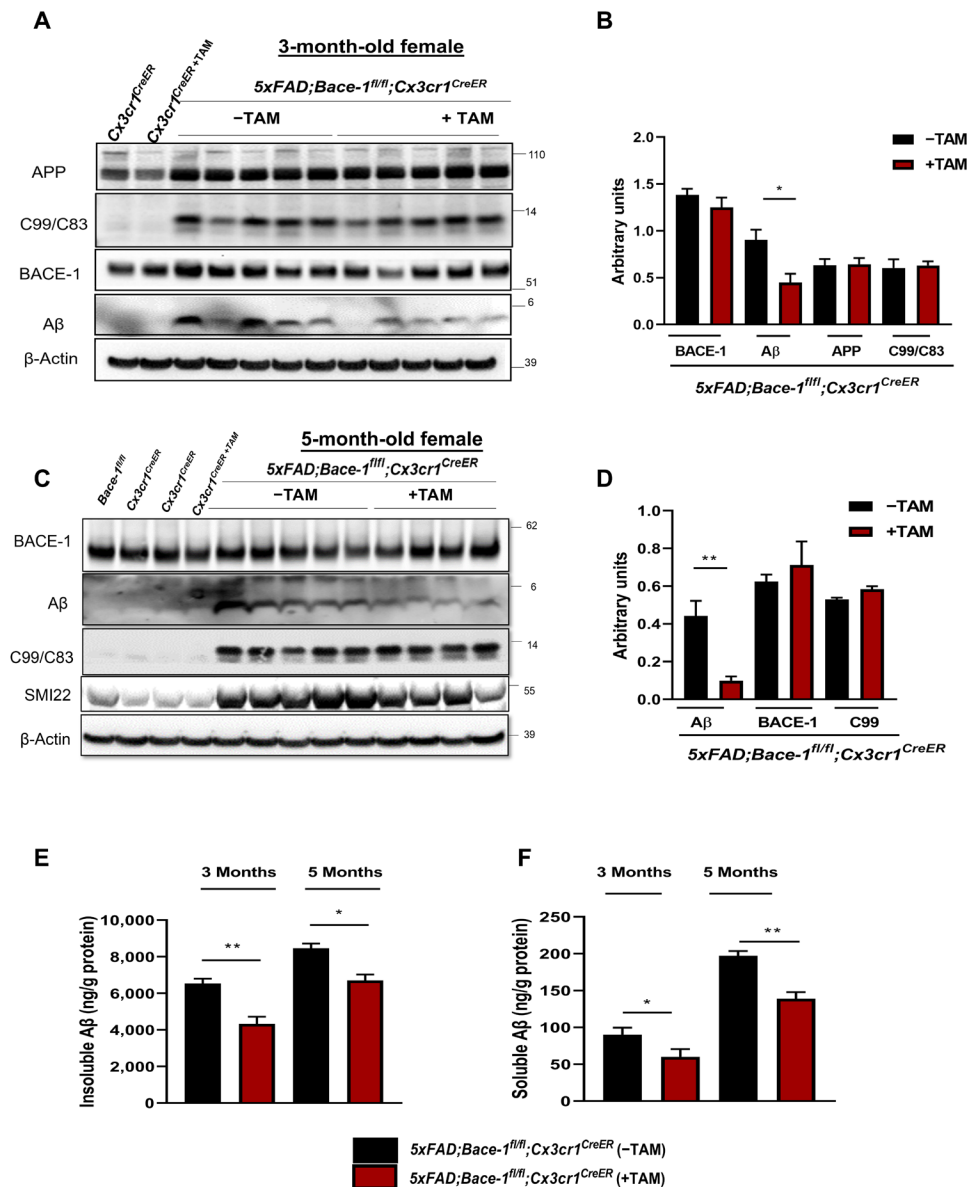 A
3-month-old female
5xFAD;Bace-1fl/fl;Cx3cr1CreER
Cx3cr1CreER
Cx3cr1CreER +TAM
−TAM
+ TAM
APP
110
C99/C83
14
BACE-1
51
Aβ
6
β-Actin
39
B
2.0
1.5
1.0
0.5
0.0
Arbitrary units
−TAM
+TAM
*
BACE-1
Aβ
APP
C99/C83
5xFAD;Bace-1flfl;Cx3cr1CreER
C
5-month-old female
5xFAD;Bace-1flfl;Cx3cr1CreER
Bace-1fl/fl
Cx3cr1CreER
Cx3cr1CreER
Cx3cr1CreER +TAM
−TAM
+TAM
BACE-1
62
Aβ
6
C99/C83
14
SMI22
55
β-Actin
39
D
1.0
0.8
0.6
0.4
0.2
0.0
Arbitrary units
−TAM
+TAM
**
Aβ
BACE-1
C99
5xFAD;Bace-1fl/fl;Cx3cr1CreER
E
3 Months
5 Months
10,000
8,000
6,000
4,000
2,000
0
Insoluble Aβ (ng/g protein)
**
*
F
3 Months
5 Months
250
200
150
100
50
0
Soluble Aβ (ng/g protein)
*
**
5xFAD;Bace-1fl/fl;Cx3cr1CreER (−TAM)
5xFAD;Bace-1fl/fl;Cx3cr1CreER (+TAM)